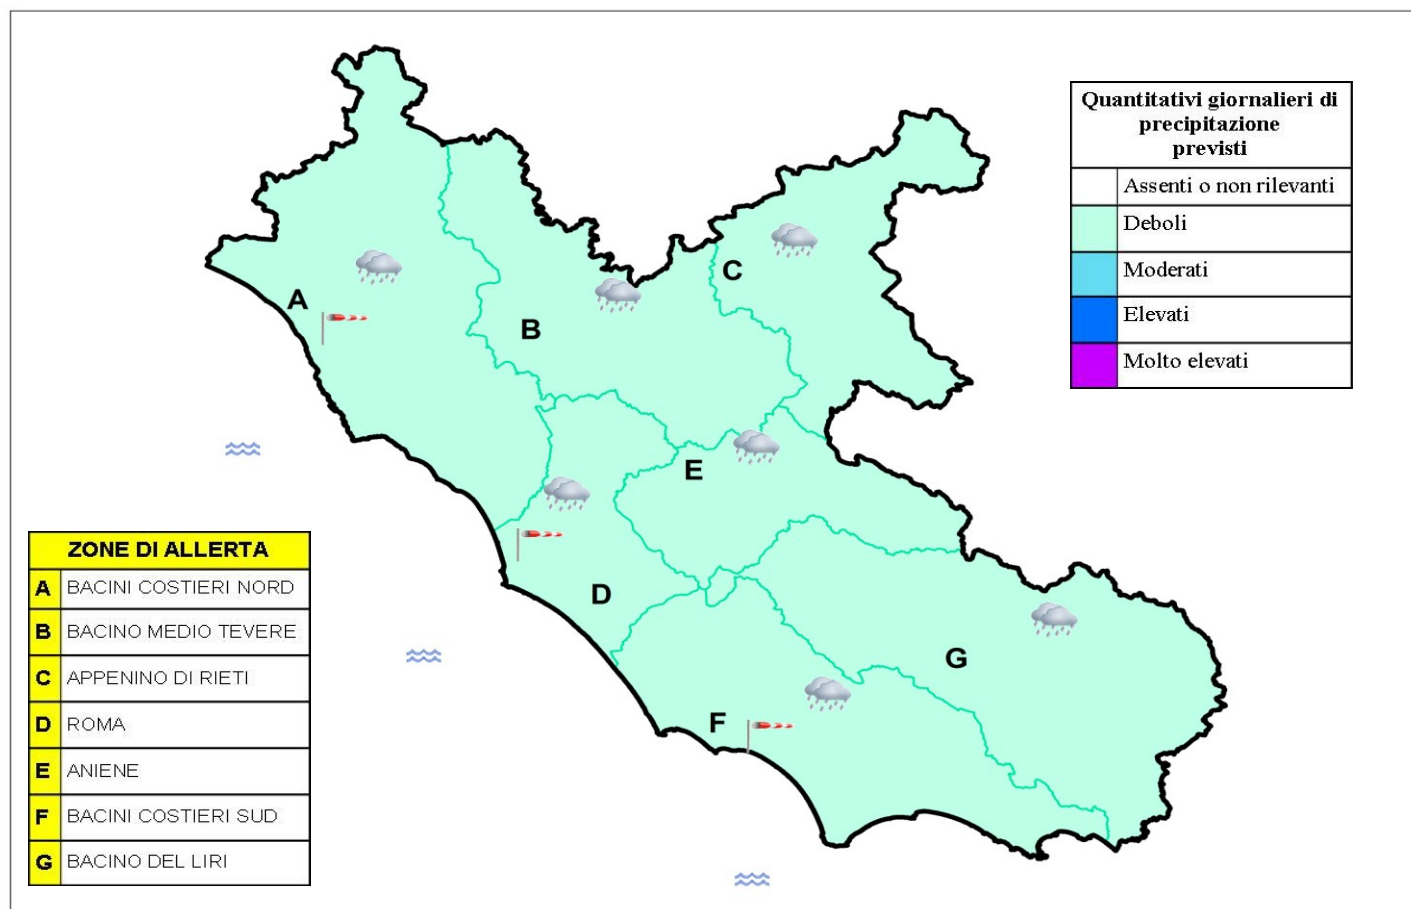 Quantitativi giornalieri di
precipitazione
previsti
Assenti o non rilevanti
Deboli
Moderati
Elevati
Molto elevati
A
B
C
D
E
F
G
ZONE DI ALLERTA
A BACINI COSTIERI NORD
B BACINO MEDIO TEVERE
C APPENINO DI RIETI
D ROMA
E ANIENE
F BACINI COSTIERI SUD
G BACINO DEL LIRI